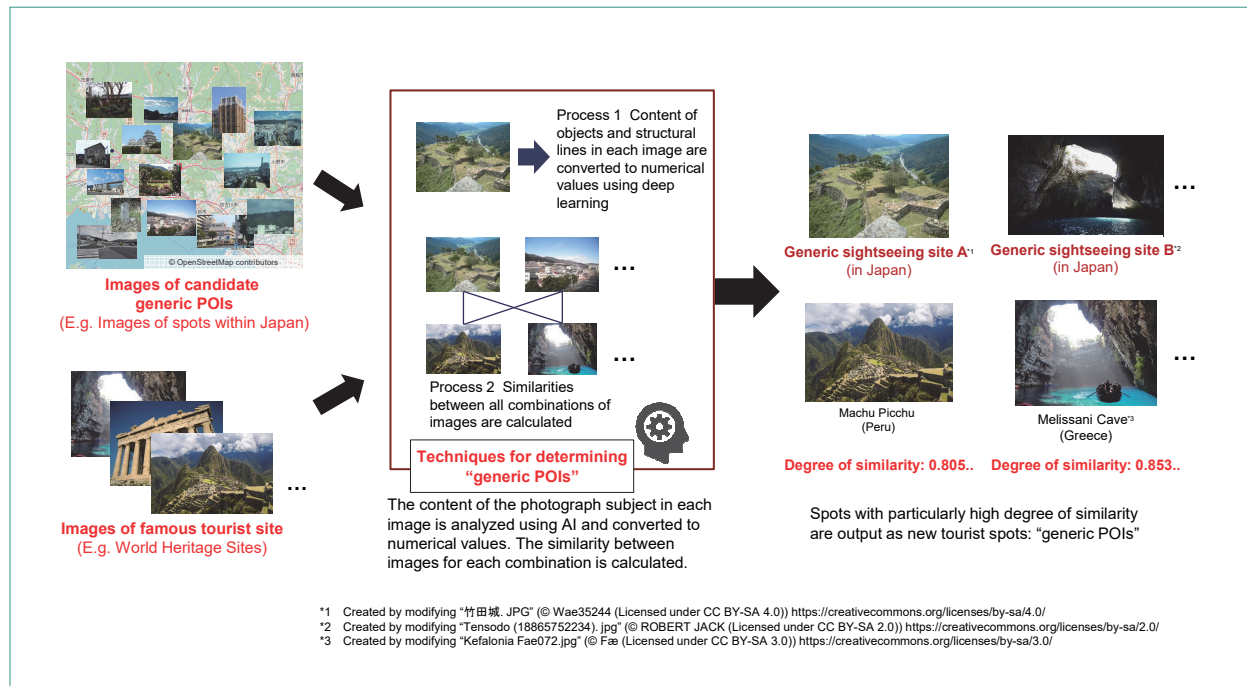 © OpenStreetMap contributors
Images of candidate
generic POIs
(E.g. Images of spots within Japan)
Images of famous tourist site
(E.g. World Heritage Sites)
...
Process 1 Content of
objects and structural
lines in each image are
converted to numerical
values using deep
learning
...
...
Process 2 Similarities
between all combinations of
images are calculated
Techniques for determining
“generic POIs”
The content of the photograph subject in each
image is analyzed using AI and converted to
numerical values. The similarity between
images for each combination is calculated.
Generic sightseeing site A*1
(in Japan)
Generic sightseeing site B*2
(in Japan)
...
Machu Picchu
(Peru)
Melissani Cave*3
(Greece)
...
Degree of similarity: 0.805..
Degree of similarity: 0.853..
Spots with particularly high degree of similarity
are output as new tourist spots: “generic POIs”
*1 Created by modifying “竹田城. JPG” (© Wae35244 (Licensed under CC BY-SA 4.0)) https://creativecommons.org/licenses/by-sa/4.0/
*2 Created by modifying “Tensodo (18865752234). jpg” (© ROBERT JACK (Licensed under CC BY-SA 2.0)) https://creativecommons.org/licenses/by-sa/2.0/
*3 Created by modifying “Kefalonia Fae072.jpg” (© Fæ (Licensed under CC BY-SA 3.0)) https://creativecommons.org/licenses/by-sa/3.0/